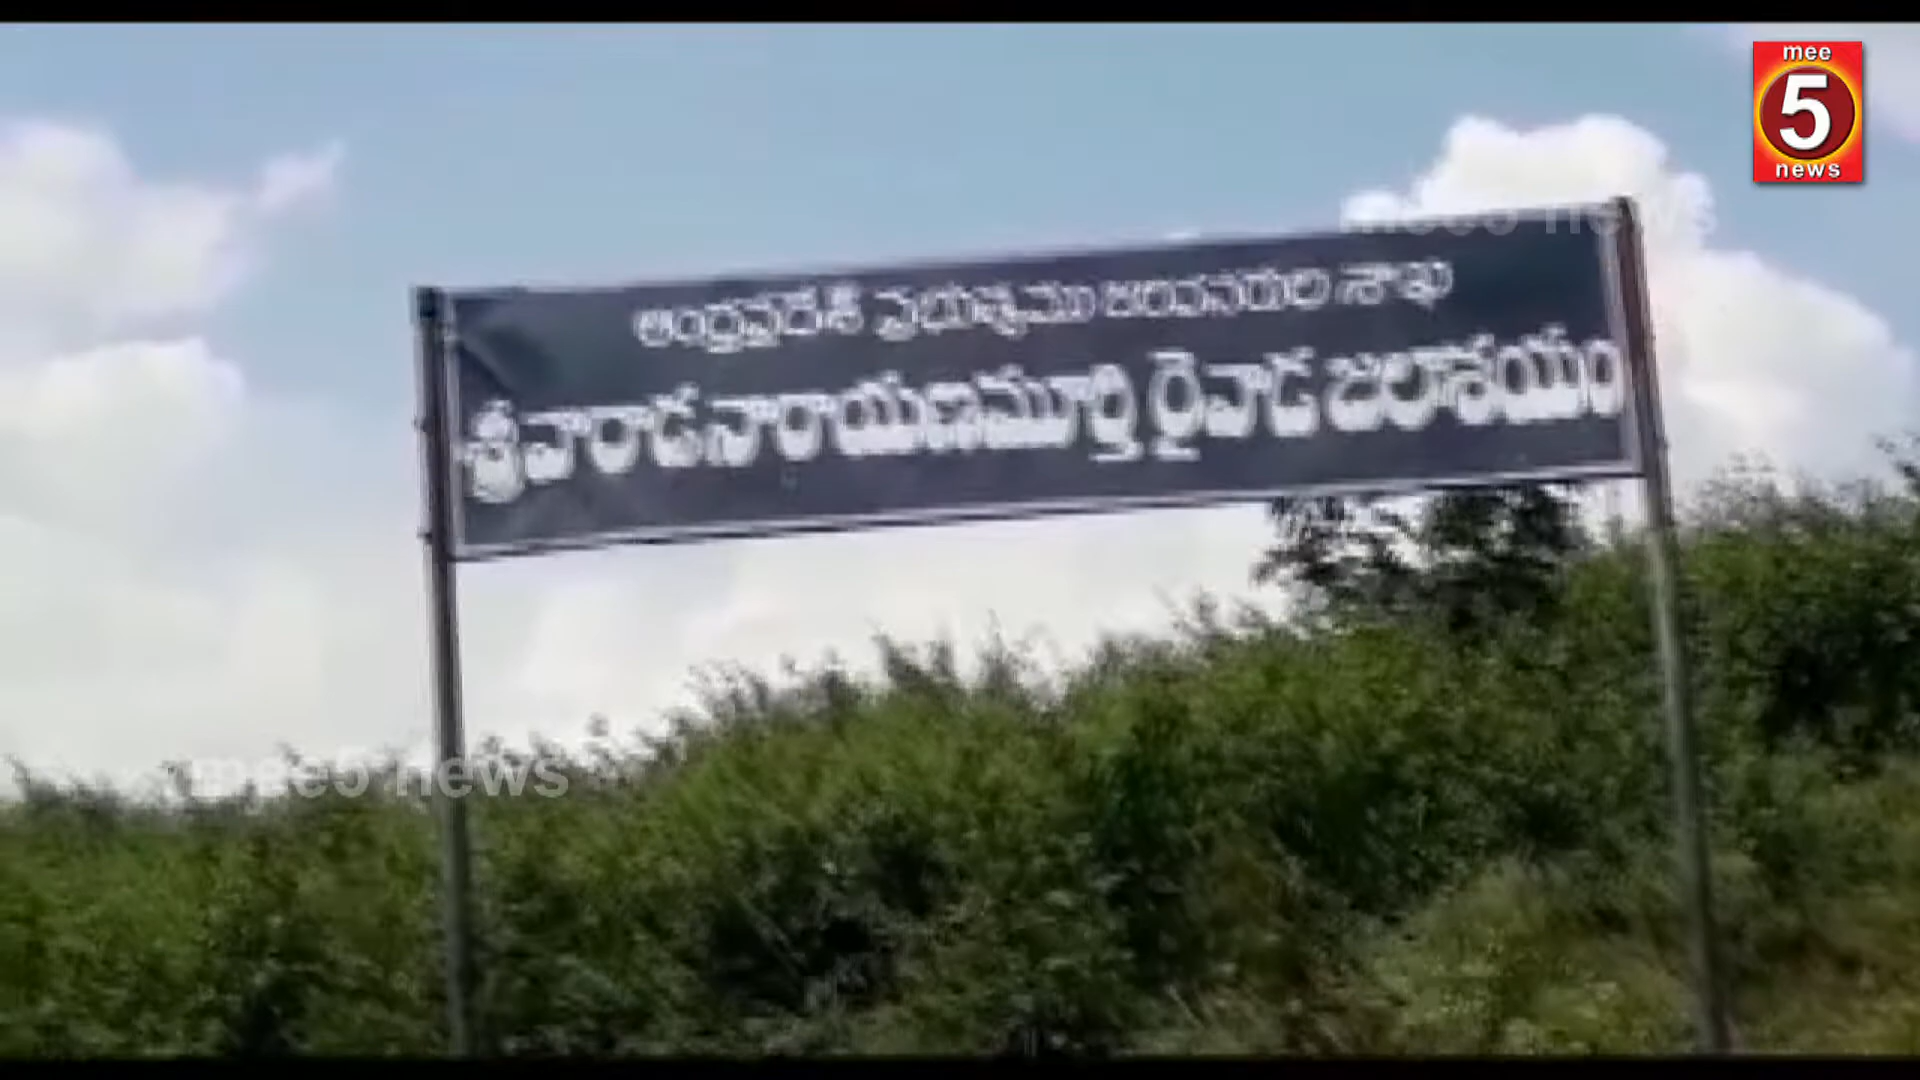 mee
5
news
ఆంధ్రప్రదేశ్ ప్రభుత్వము జలవనరుల శాఖ
శ్రీ వారాడ నారాయణమూర్తి రైవాడ జలాశయం
mee5 news
mee5 news